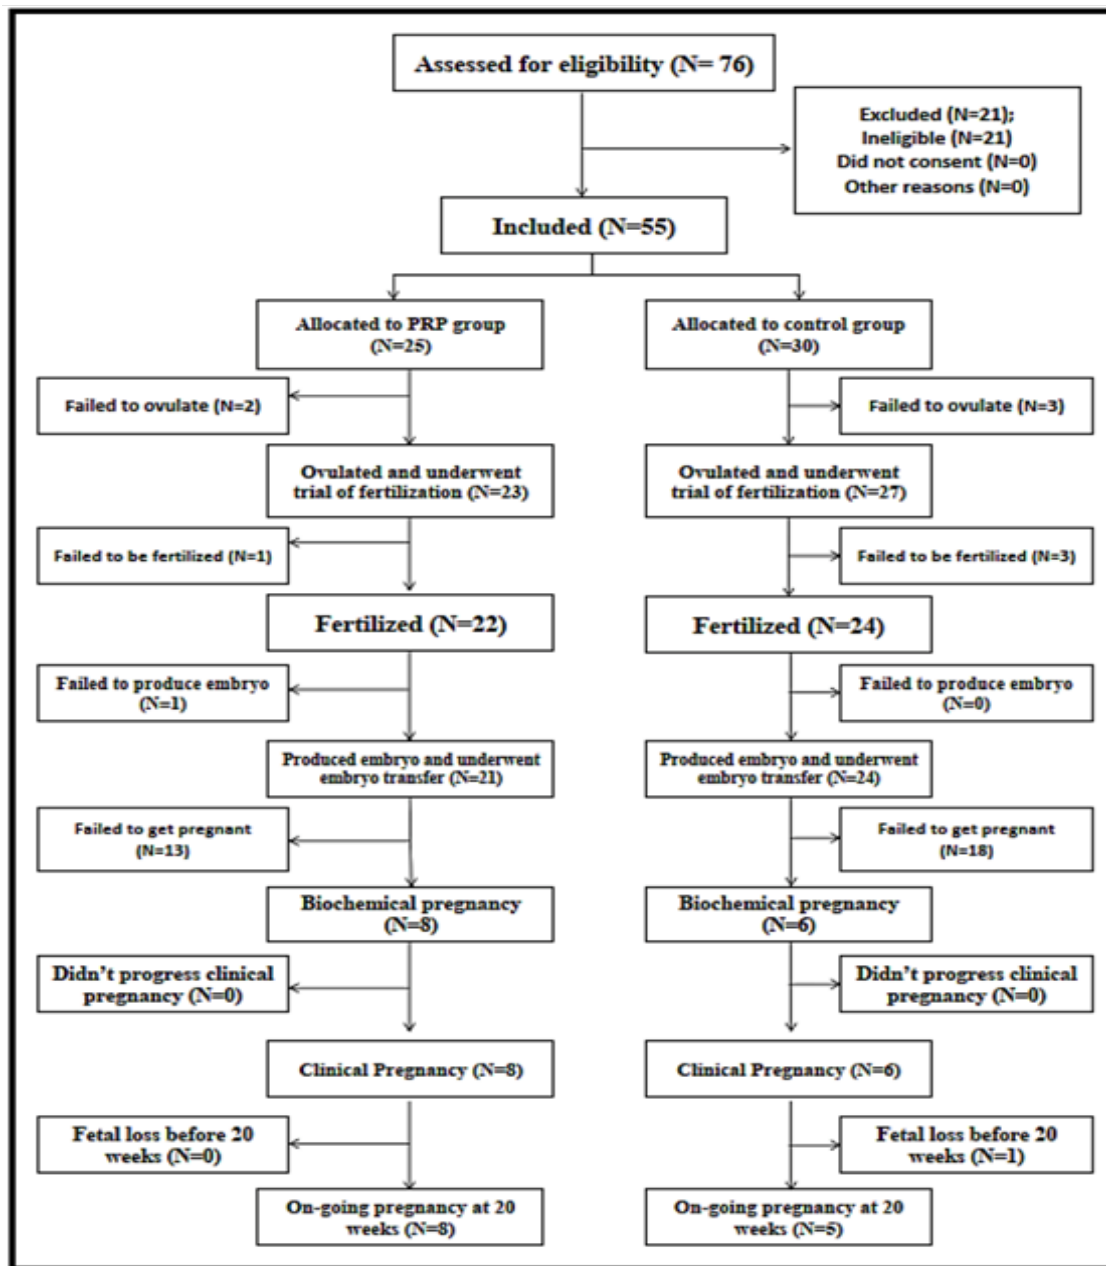 Assessed for eligibility (N= 76)
Excluded (N=21);
Ineligible (N=21)
Did not consent (N=0)
Other reasons (N=0)
Included (N=55)
Allocated to PRP group
(N=25)
Allocated to control group
(N=30)
Failed to ovulate (N=2)
Failed to ovulate (N=3)
Ovulated and underwent
trial of fertilization (N=23)
Ovulated and underwent
trial of fertilization (N=27)
Failed to be fertilized (N=1)
Failed to be fertilized (N=3)
Fertilized (N=22)
Fertilized (N=24)
Failed to produce embryo
(N=1)
Failed to produce embryo
(N=0)
Produced embryo and underwent
embryo transfer (N=21)
Produced embryo and underwent
embryo transfer (N=24)
Failed to get pregnant
(N=13)
Failed to get pregnant
(N=18)
Biochemical pregnancy
(N=8)
Biochemical pregnancy
(N=6)
Didn't progress clinical
pregnancy (N=0)
Didn't progress clinical
pregnancy (N=0)
Clinical Pregnancy (N=8)
Clinical Pregnancy (N=6)
Fetal loss before 20
weeks (N=0)
Fetal loss before 20
weeks (N=1)
On-going pregnancy at 20
weeks (N=8)
On-going pregnancy at 20
weeks (N=5)